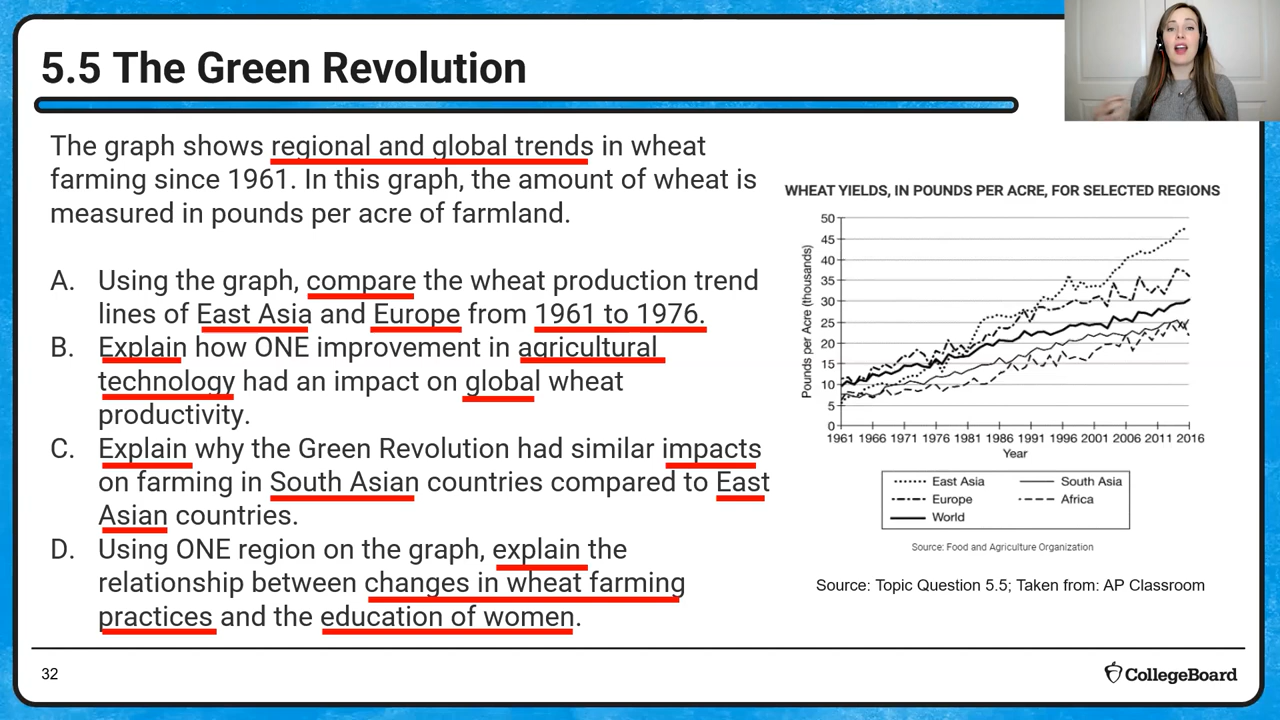 5.5 The Green Revolution
The graph shows regional and global trends in wheat
farming since 1961. In this graph, the amount of wheat is
measured in pounds per acre of farmland.
A. Using the graph, compare the wheat production trend
lines of East Asia and Europe from 1961 to 1976.
B. Explain how ONE improvement in agricultural
technology had an impact on global wheat
productivity.
C. Explain why the Green Revolution had similar impacts
on farming in South Asian countries compared to East
Asian countries.
D. Using ONE region on the graph, explain the
relationship between changes in wheat farming
practices and the education of women.
WHEAT YIELDS, IN POUNDS PER ACRE, FOR SELECTED REGIONS
Pounds per Acre (thousands)
50
45
40
35
30
25
20
15
10
5
0
1961 1966 1971 1976 1981 1986 1991 1996 2001 2006 2011 2016
Year
East Asia South Asia
Europe Africa
World
Source: Food and Agriculture Organization
Source: Topic Question 5.5; Taken from: AP Classroom
32
CollegeBoard